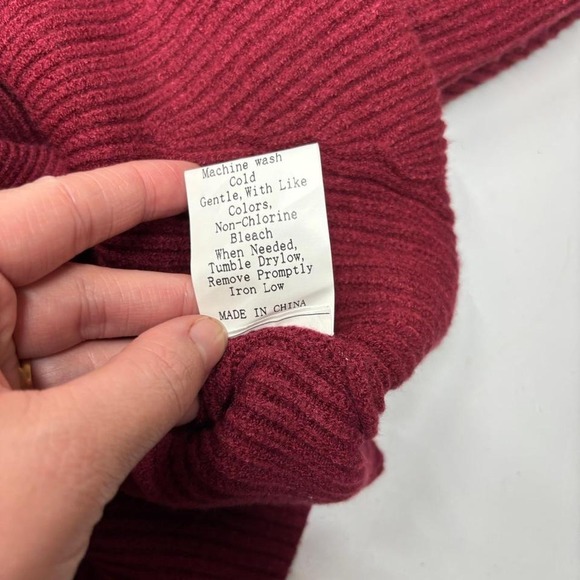 Machine wash
Cold
Gentle, With Like
Colors,
Non-Chlorine
Bleach
When Needed,
Tumble Drylow,
Remove Promptly
Iron Low
MADE IN CHINA